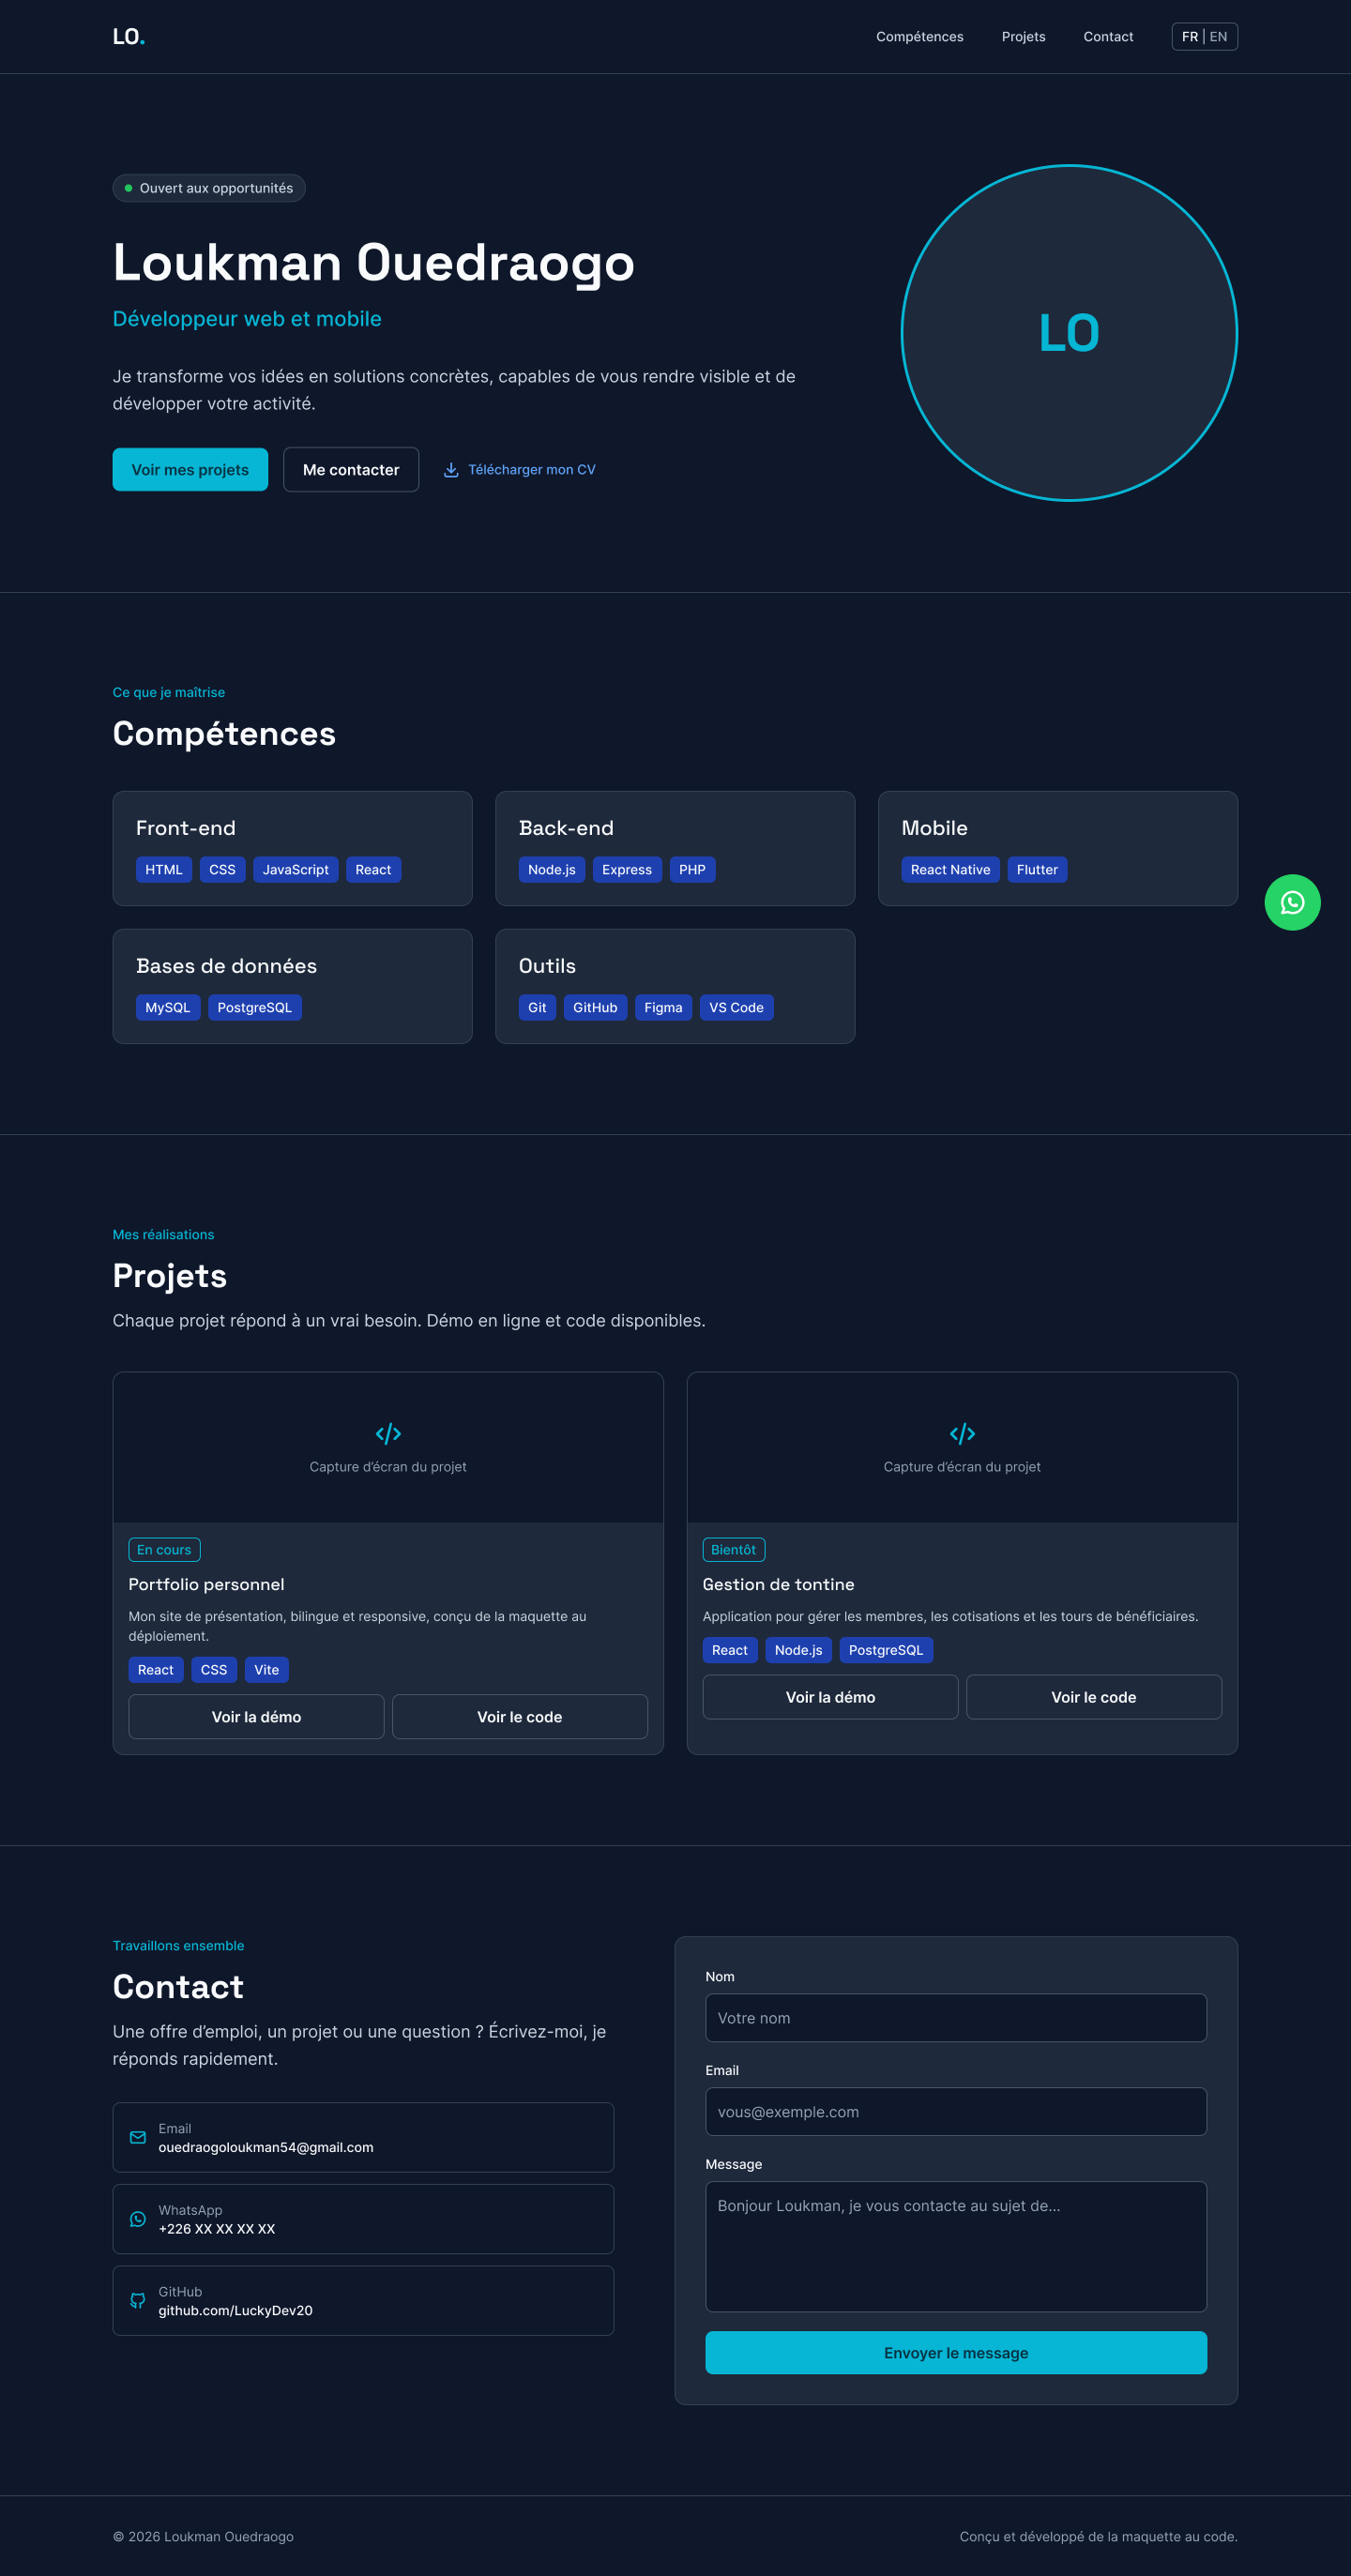 LO.
Compétences Projets Contact FR | EN
Ouvert aux opportunités
Loukman Ouedraogo
Développeur web et mobile
Je transforme vos idées en solutions concrètes, capables de vous rendre visible et de
développer votre activité.
Voir mes projets Me contacter Télécharger mon CV
LO
Ce que je maîtrise
Compétences
Front-end
HTML CSS JavaScript React
Back-end
Node.js Express PHP
Mobile
React Native Flutter
Bases de données
MySQL PostgreSQL
Outils
Git GitHub Figma VS Code
Mes réalisations
Projets
Chaque projet répond à un vrai besoin. Démo en ligne et code disponibles.
Capture d’écran du projet
En cours
Portfolio personnel
Mon site de présentation, bilingue et responsive, conçu de la maquette au
déploiement.
React CSS Vite
Voir la démo Voir le code
Capture d’écran du projet
Bientôt
Gestion de tontine
Application pour gérer les membres, les cotisations et les tours de bénéficiaires.
React Node.js PostgreSQL
Voir la démo Voir le code
Travaillons ensemble
Contact
Une offre d’emploi, un projet ou une question ? Écrivez-moi, je
réponds rapidement.
Email
ouedraogoloukman54@gmail.com
WhatsApp
+226 XX XX XX XX
GitHub
github.com/LuckyDev20
Nom
Votre nom
Email
vous@exemple.com
Message
Bonjour Loukman, je vous contacte au sujet de...
Envoyer le message
© 2026 Loukman Ouedraogo
Conçu et développé de la maquette au code.